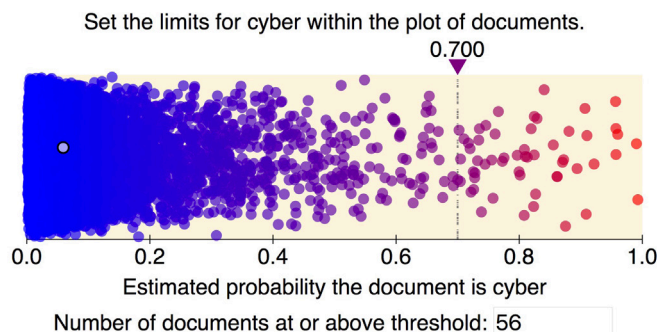 Set the limits for cyber within the plot of documents.
0.700
0.0 0.2 0.4 0.6 0.8 1.0
Estimated probability the document is cyber
Number of documents at or above threshold: 56